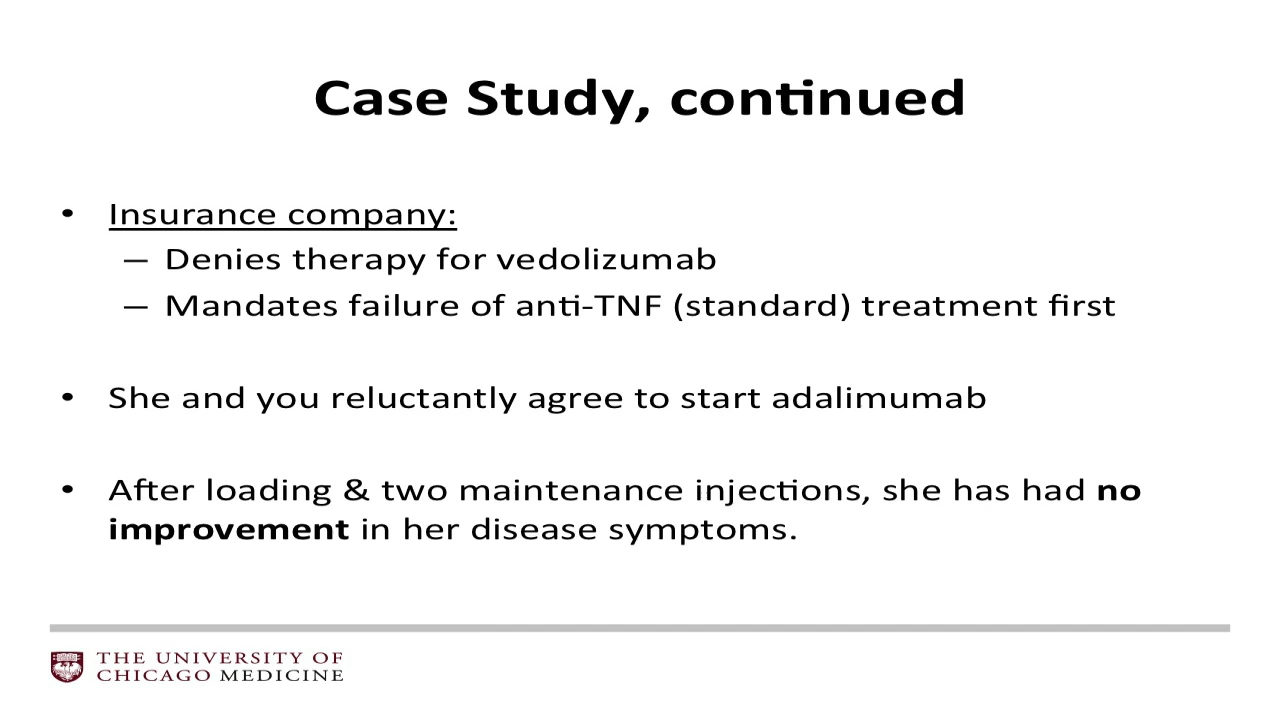 Case Study, continued
• Insurance company:
– Denies therapy for vedolizumab
– Mandates failure of anti-TNF (standard) treatment first
• She and you reluctantly agree to start adalimumab
• After loading & two maintenance injections, she has had no
improvement in her disease symptoms.
THE UNIVERSITY OF
CHICAGO MEDICINE